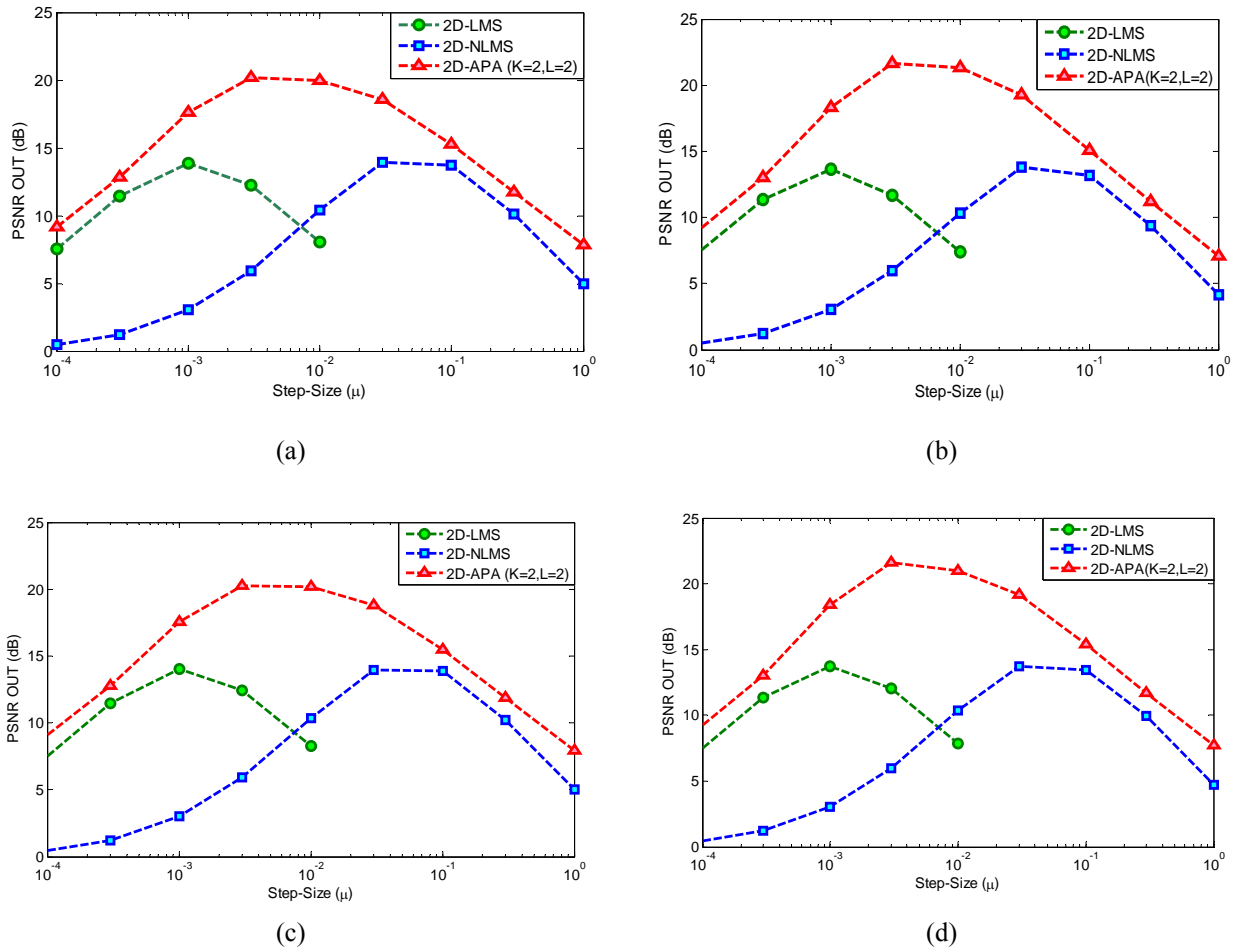 25
20
15
10
5
0
PSNR OUT (dB)
2D-LMS
2D-NLMS
2D-APA (K=2,L=2)
10^-4
10^-3
10^-2
10^-1
10^0
Step-Size (μ)
(a)
25
20
15
10
5
0
PSNR OUT (dB)
2D-LMS
2D-NLMS
2D-APA(K=2,L=2)
10^-4
10^-3
10^-2
10^-1
10^0
Step-Size (μ)
(b)
25
20
15
10
5
0
PSNR OUT (dB)
2D-LMS
2D-NLMS
2D-APA (K=2,L=2)
10^-4
10^-3
10^-2
10^-1
10^0
Step-Size (μ)
(c)
25
20
15
10
5
0
PSNR OUT (dB)
2D-LMS
2D-NLMS
2D-APA(K=2,L=2)
10^-4
10^-3
10^-2
10^-1
10^0
Step-Size (μ)
(d)